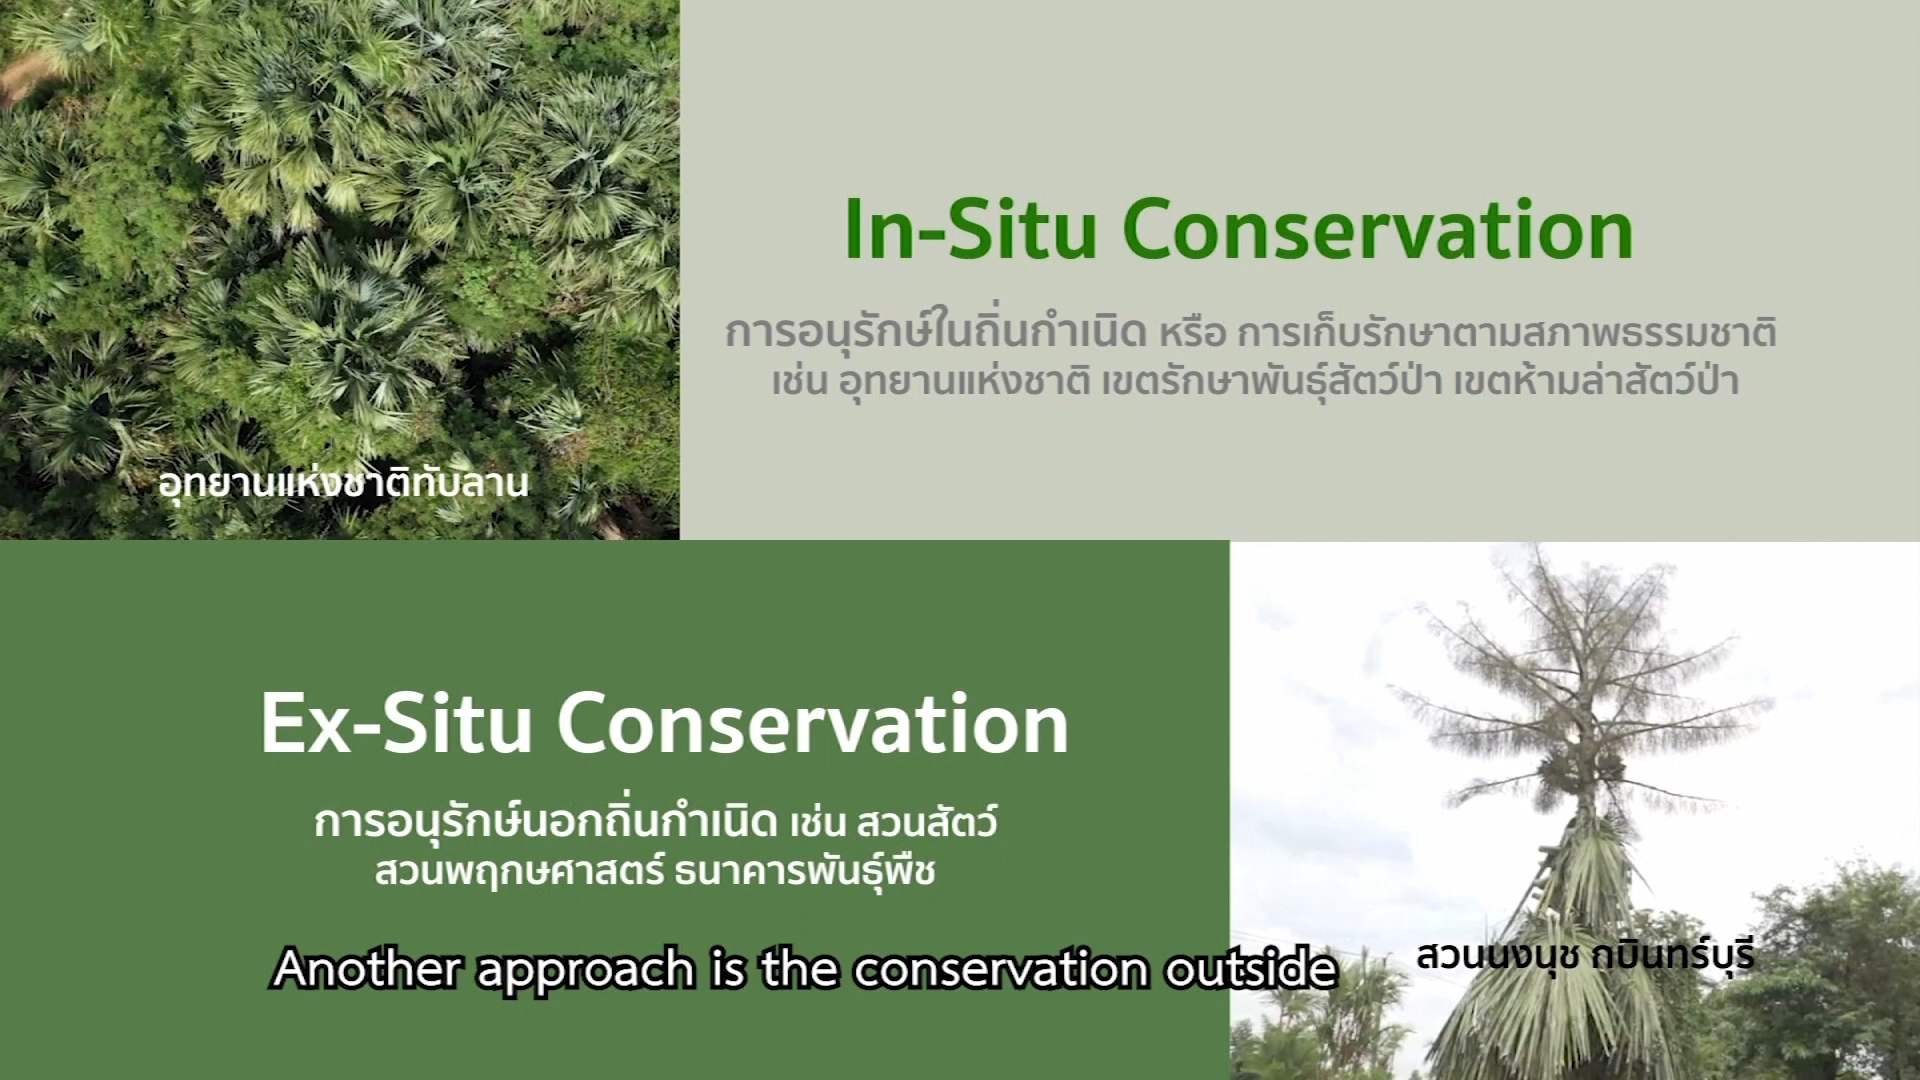 In-Situ Conservation
การอนุรักษ์ในถิ่นกำเนิด หรือ การเก็บรักษาตามสภาพธรรมชาติ
เช่น อุทยานแห่งชาติ เขตรักษาพันธุ์สัตว์ป่า เขตห้ามล่าสัตว์ป่า
อุทยานแห่งชาติทับลาน
Ex-Situ Conservation
การอนุรักษ์นอกถิ่นกำเนิด เช่น สวนสัตว์
สวนพฤกษศาสตร์ ธนาคารพันธุ์พืช
สวนนงนุช กบินทร์บุรี
Another approach is the conservation outside